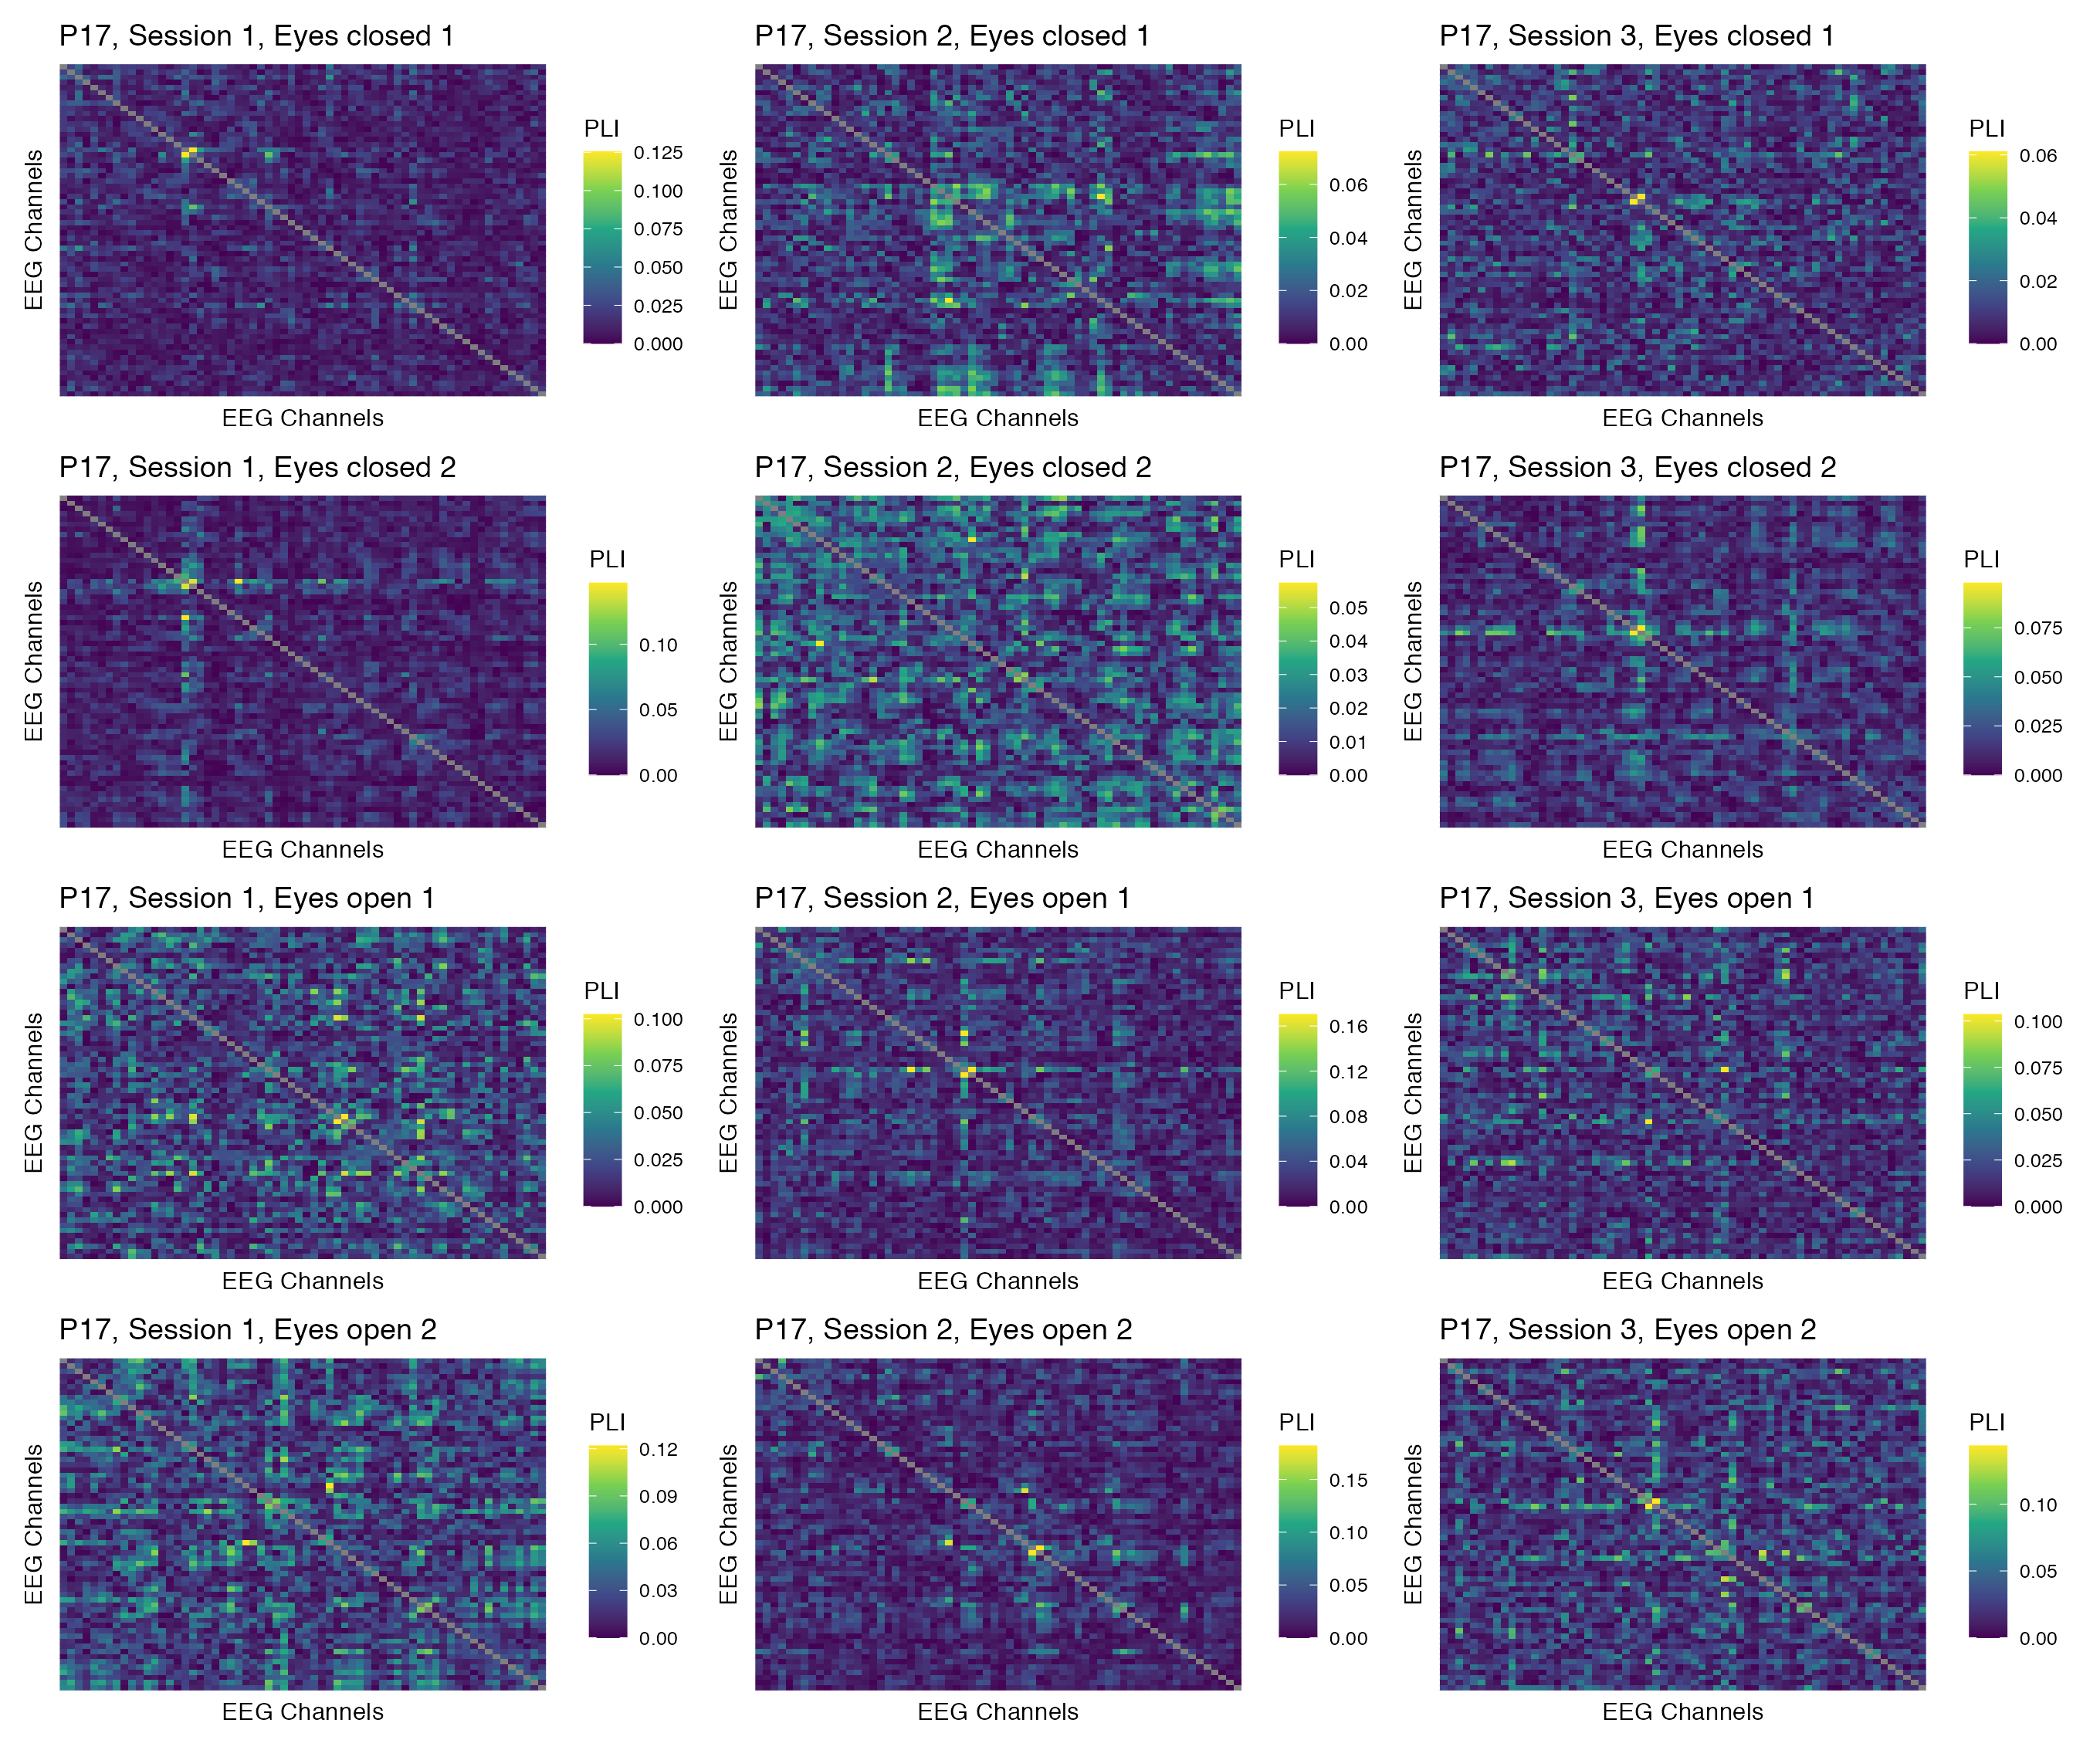 P17, Session 1, Eyes closed 1
EEG Channels
EEG Channels
PLI
0.125
0.100
0.075
0.050
0.025
0.000
P17, Session 2, Eyes closed 1
EEG Channels
EEG Channels
PLI
0.06
0.04
0.02
0.00
P17, Session 3, Eyes closed 1
EEG Channels
EEG Channels
PLI
0.06
0.04
0.02
0.00
P17, Session 1, Eyes closed 2
EEG Channels
EEG Channels
PLI
0.10
0.05
0.00
P17, Session 2, Eyes closed 2
EEG Channels
EEG Channels
PLI
0.05
0.04
0.03
0.02
0.01
0.00
P17, Session 3, Eyes closed 2
EEG Channels
EEG Channels
PLI
0.075
0.050
0.025
0.000
P17, Session 1, Eyes open 1
EEG Channels
EEG Channels
PLI
0.100
0.075
0.050
0.025
0.000
P17, Session 2, Eyes open 1
EEG Channels
EEG Channels
PLI
0.16
0.12
0.08
0.04
0.00
P17, Session 3, Eyes open 1
EEG Channels
EEG Channels
PLI
0.100
0.075
0.050
0.025
0.000
P17, Session 1, Eyes open 2
EEG Channels
EEG Channels
PLI
0.12
0.09
0.06
0.03
0.00
P17, Session 2, Eyes open 2
EEG Channels
EEG Channels
PLI
0.15
0.10
0.05
0.00
P17, Session 3, Eyes open 2
EEG Channels
EEG Channels
PLI
0.10
0.05
0.00